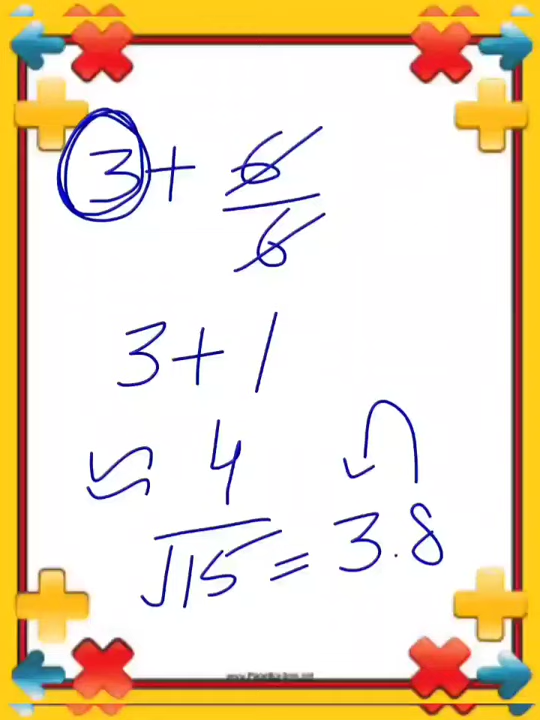 3 + 6/6
3 + 1
≈ 4
√15 = 3.8